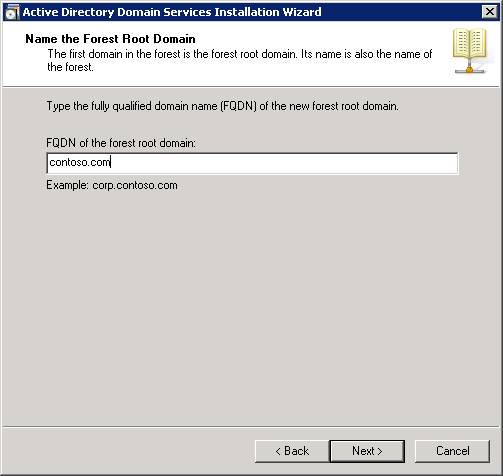 Active Directory Domain Services Installation Wizard
Name the Forest Root Domain
The first domain in the forest is the forest root domain. Its name is also the name of
the forest.
Type the fully qualified domain name (FQDN) of the new forest root domain.
FQDN of the forest root domain:
contoso.com
Example: corp.contoso.com
< Back
Next >
Cancel